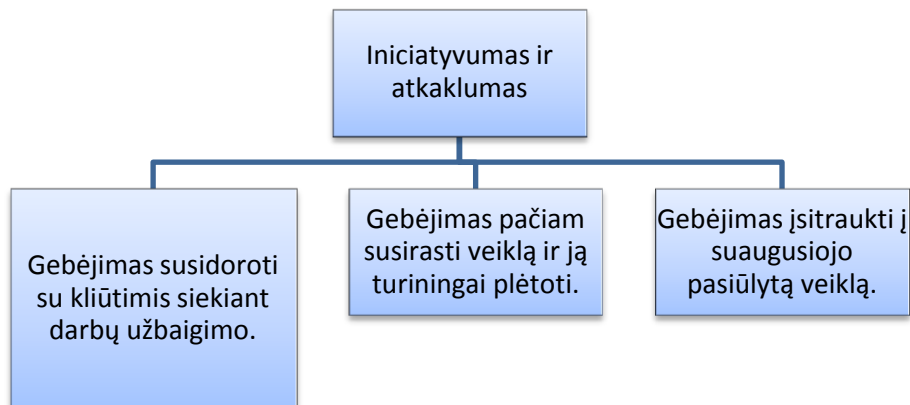 Iniciatyvumas ir
atkaklumas
Gebėjimas susidoroti
su kliūtimis siekiant
darbų užbaigimo.
Gebėjimas pačiam
susirasti veiklą ir ją
turiningai plėtoti.
Gebėjimas įsitraukti į
suaugusiojo
pasiūlytą veiklą.